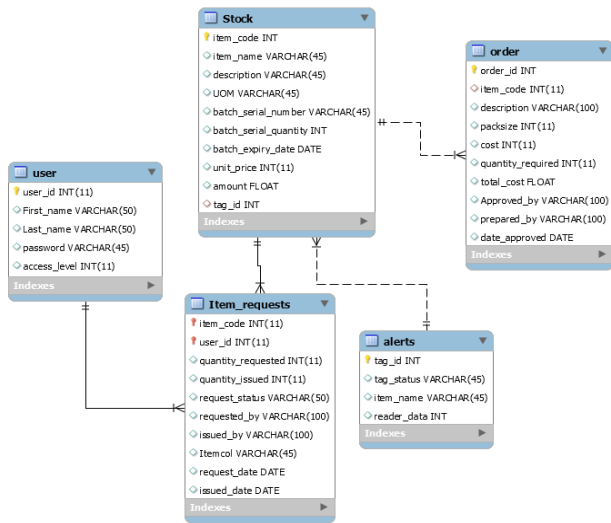 Stock
item_code INT
item_name VARCHAR(45)
description VARCHAR(45)
UOM VARCHAR(45)
batch_serial_number VARCHAR(45)
batch_serial_quantity INT
batch_expiry_date DATE
unit_price INT(11)
amount FLOAT
tag_id INT
Indexes
order
order_id INT
item_code INT(11)
description VARCHAR(100)
packsize INT(11)
cost INT(11)
quantity_required INT(11)
total_cost FLOAT
Approved_by VARCHAR(100)
prepared_by VARCHAR(100)
date_approved DATE
Indexes
user
user_id INT(11)
First_name VARCHAR(50)
Last_name VARCHAR(50)
password VARCHAR(45)
access_level INT(11)
Indexes
Item_requests
item_code INT(11)
user_id INT(11)
quantity_requested INT(11)
quantity_issued INT(11)
request_status VARCHAR(50)
requested_by VARCHAR(100)
issued_by VARCHAR(100)
Itemcol VARCHAR(45)
request_date DATE
issued_date DATE
Indexes
alerts
tag_id INT
tag_status VARCHAR(45)
item_name VARCHAR(45)
reader_data INT
Indexes